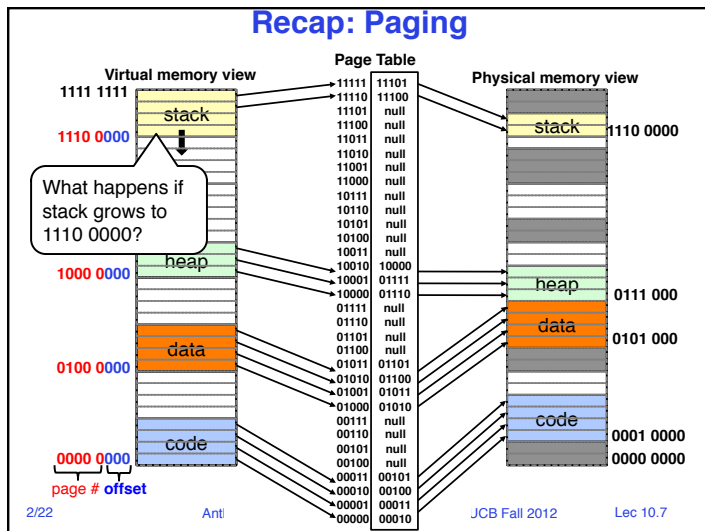 Recap: Paging
Virtual memory view
Page Table
Physical memory view
1111 1111
stack
1110 0000
What happens if
stack grows to
1110 0000?
heap
1000 0000
data
0100 0000
code
0000 0000
page # offset
11111 11101
11110 11100
11101 null
11100 null
11011 null
11010 null
11001 null
11000 null
10111 null
10110 null
10101 null
10100 null
10011 null
10010 10000
10001 01111
10000 01110
01111 null
01110 null
01101 null
01100 null
01011 01101
01010 01100
01001 01011
01000 01010
00111 null
00110 null
00101 null
00100 null
00011 00101
00010 00100
00001 00011
00000 00010
stack
1110 0000
heap
0111 000
data
0101 000
code
0001 0000
0000 0000
2/22
Lec 10.7
UCB Fall 2012